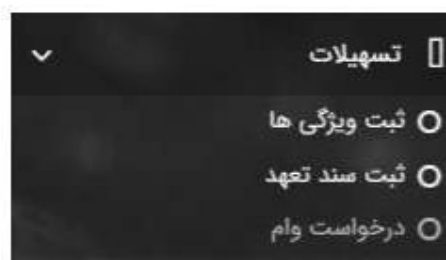 تسهیلات
ثبت ویژگی ها
ثبت سند تعهد
درخواست وام